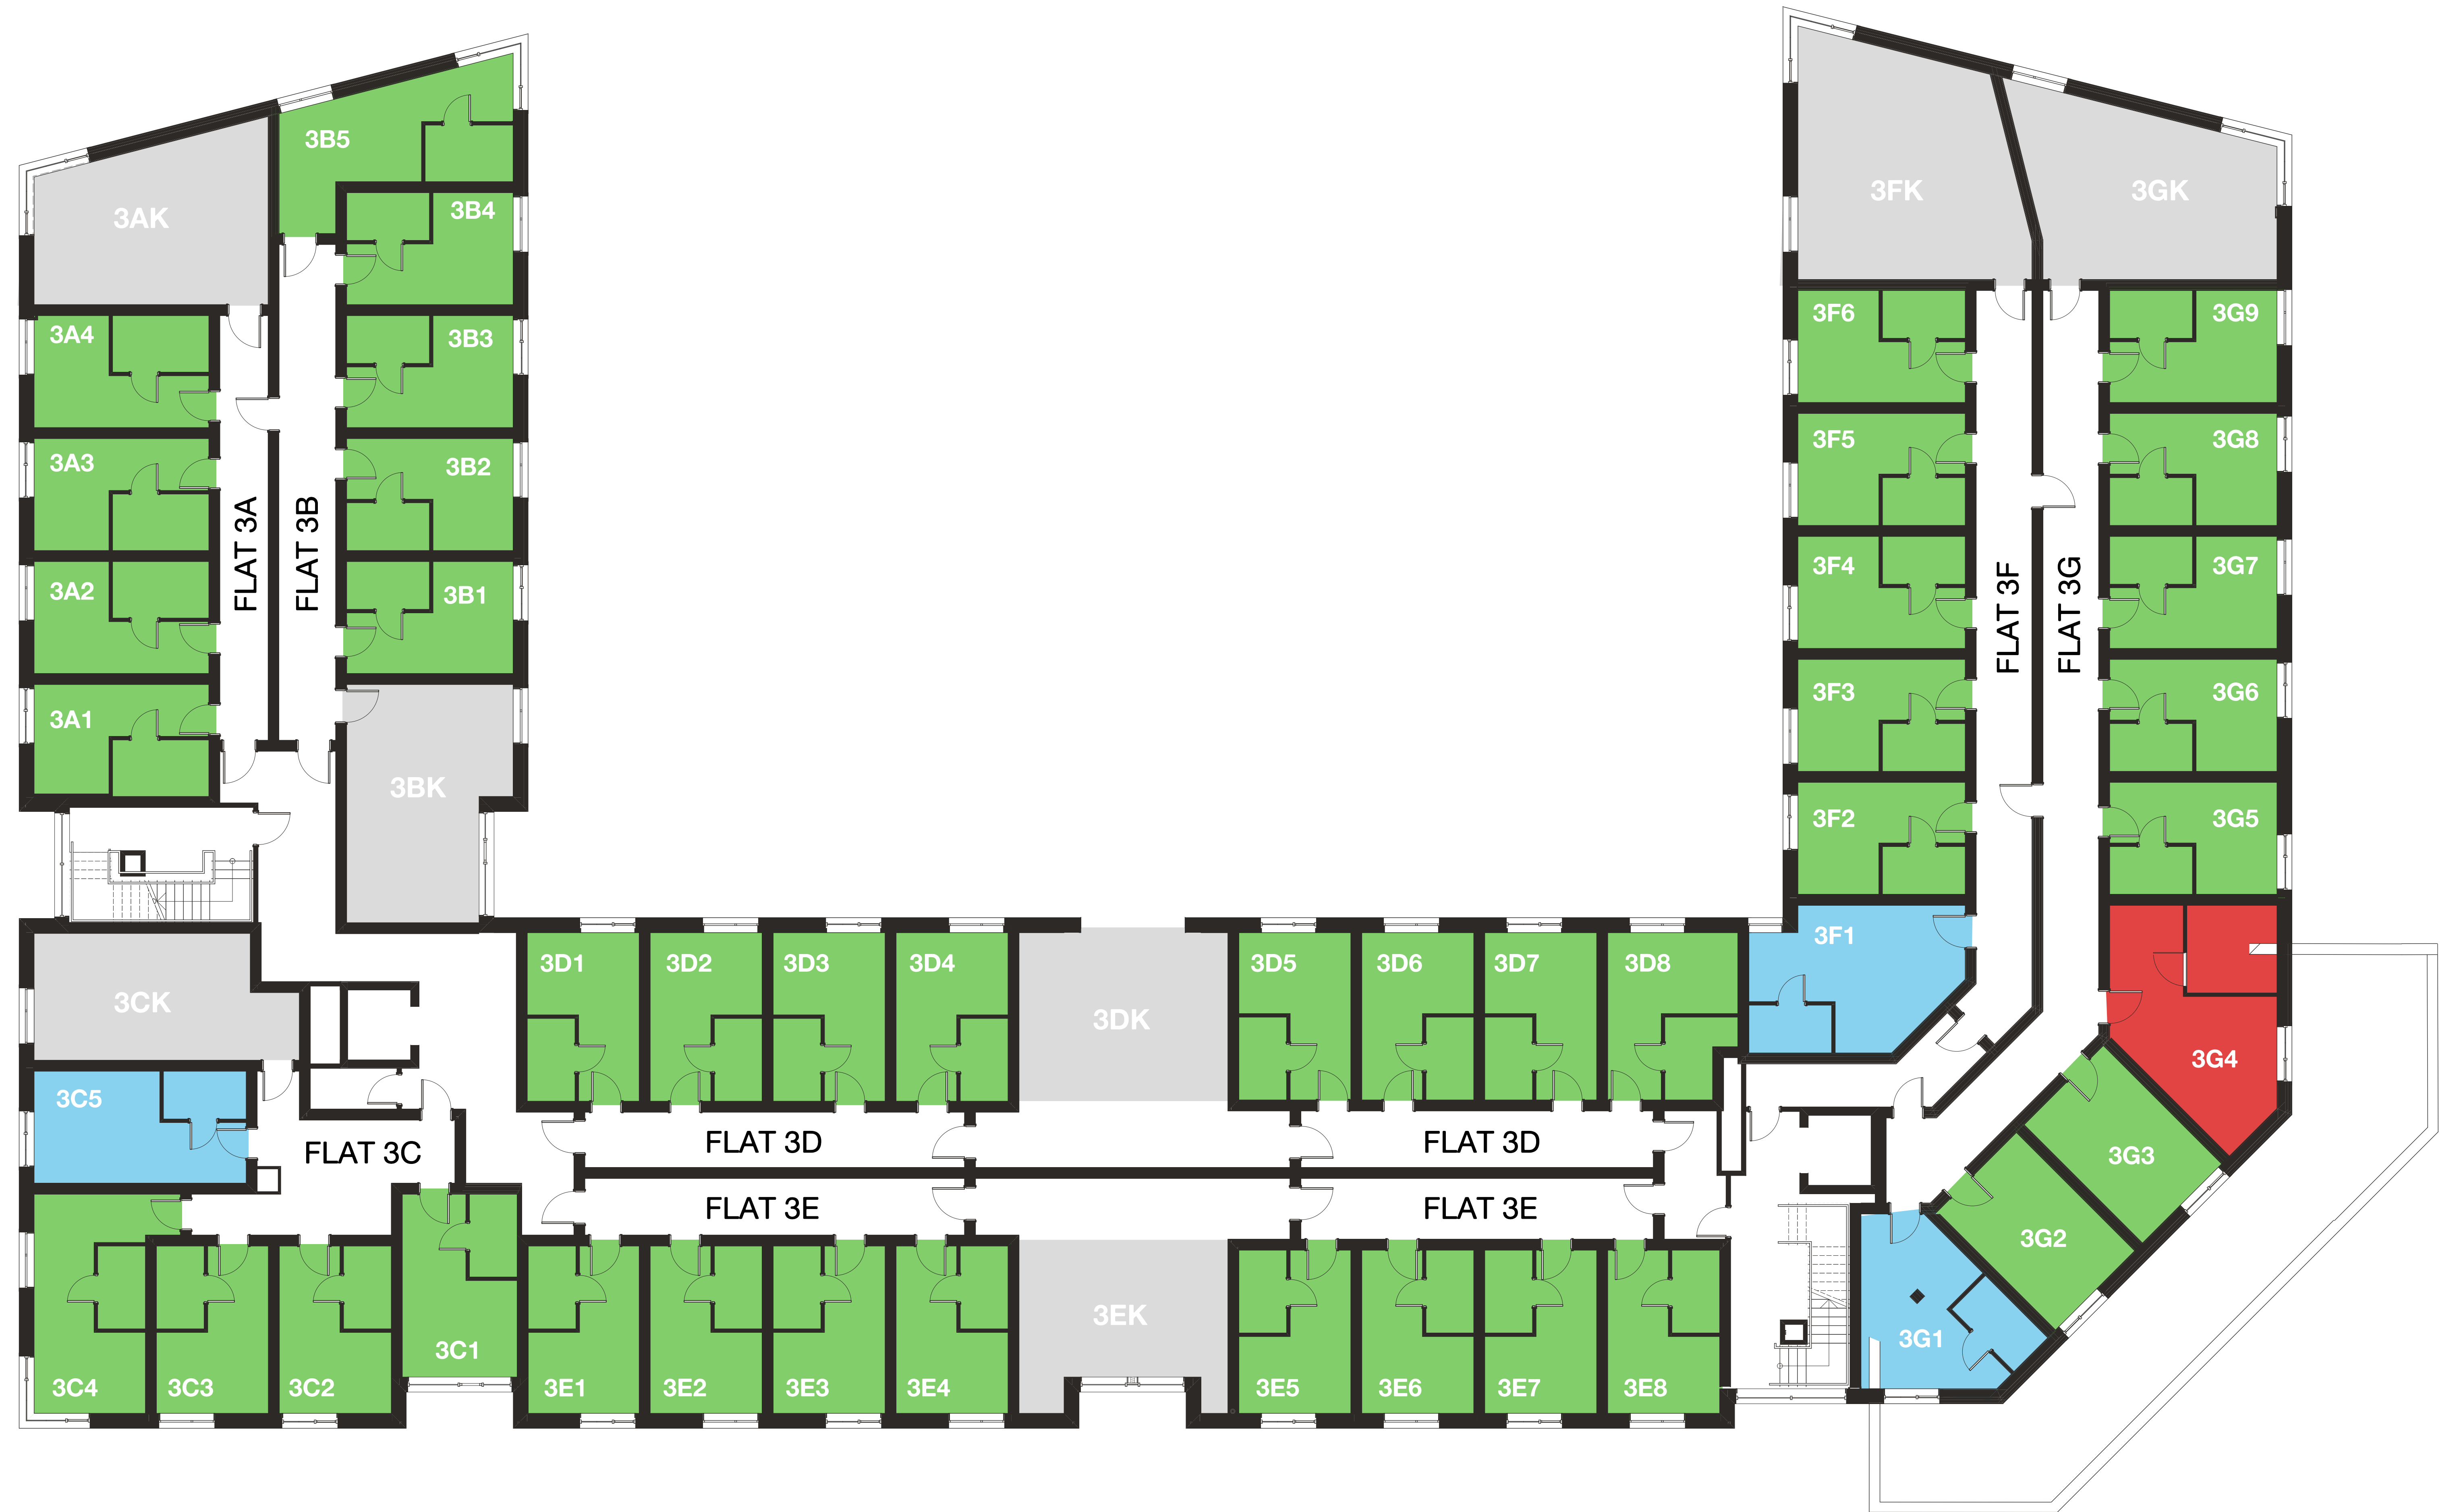 3B5
3AK
3B4
3A4
3B3
3A3
3B2
3A2
3B1
FLAT 3A
FLAT 3B
3A1
3BK
3FK
3GK
3F6
3G9
3F5
3G8
3F4
3G7
FLAT 3F
FLAT 3G
3F3
3G6
3F2
3G5
3F1
3G4
3G3
3G2
3G1
3CK
3C5
FLAT 3C
3D1
3D2
3D3
3D4
3DK
3D5
3D6
3D7
3D8
FLAT 3D
FLAT 3D
FLAT 3E
FLAT 3E
3C4
3C3
3C2
3C1
3E1
3E2
3E3
3E4
3EK
3E5
3E6
3E7
3E8